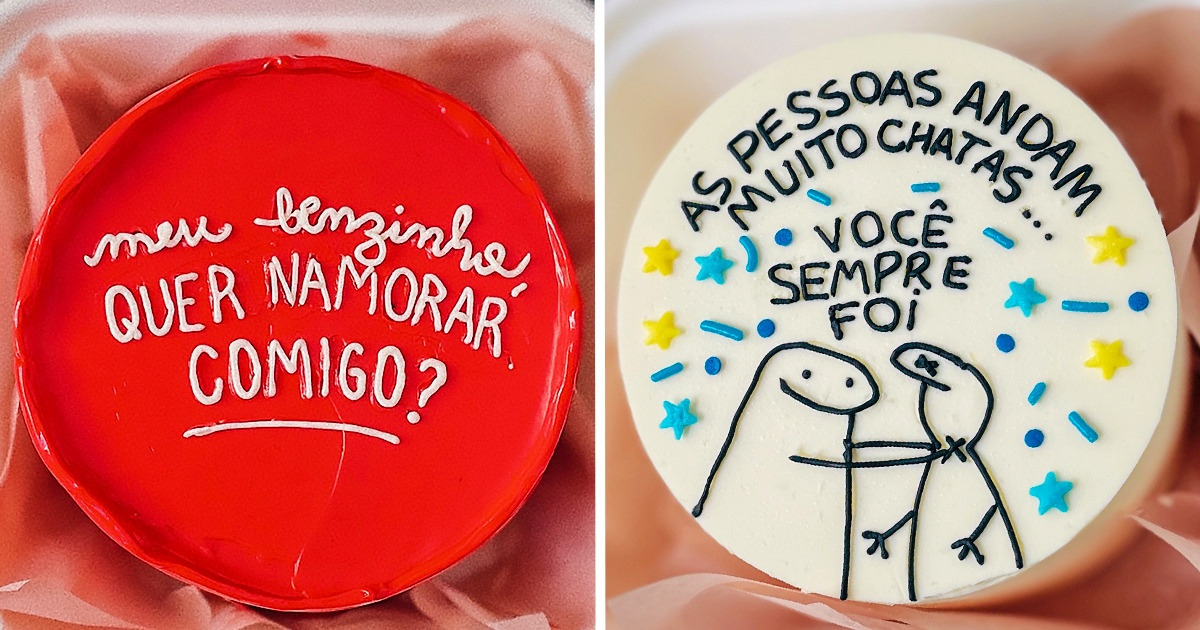 meu benzinho
QUER NAMORAR
COMIGO?
AS PESSOAS ANDAM
MUITO CHATAS...
VOCÊ
SEMPRE
FOI